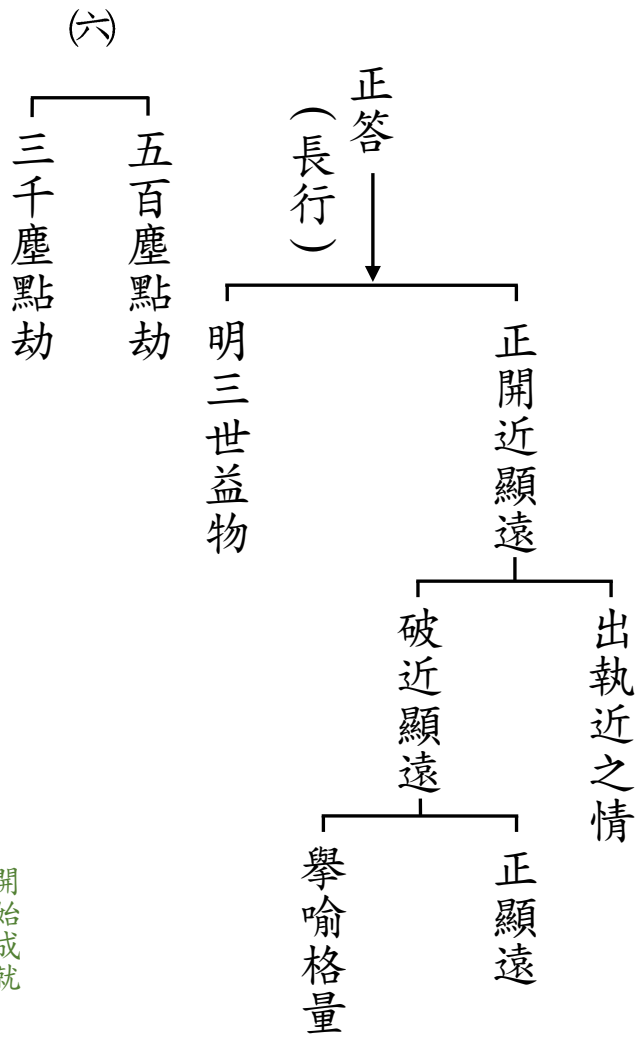 正答
（長行）
正開近顯遠
出執近之情
破近顯遠
正顯遠
舉喻格量
明三世益物
㈥
五百塵點劫
三千塵點劫
開始成就